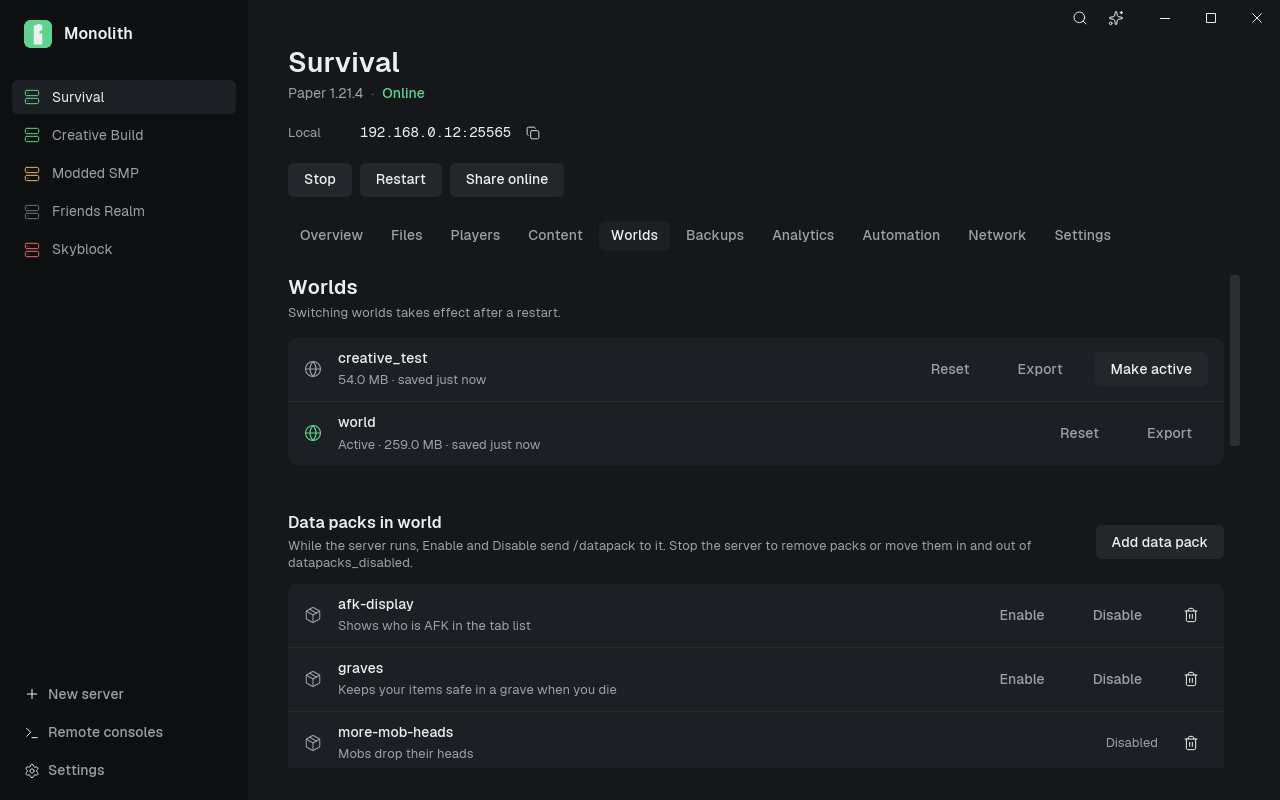 Monolith
Survival
Creative Build
Modded SMP
Friends Realm
Skyblock
New server
Remote consoles
Settings
Survival
Paper 1.21.4 · Online
Local 192.168.0.12:25565
Stop Restart Share online
Overview Files Players Content Worlds Backups Analytics Automation Network Settings
Worlds
Switching worlds takes effect after a restart.
creative_test
54.0 MB · saved just now
Reset Export Make active
world
Active · 259.0 MB · saved just now
Reset Export
Data packs in world
While the server runs, Enable and Disable send /datapack to it. Stop the server to remove packs or move them in and out of
datapacks_disabled.
Add data pack
afk-display
Shows who is AFK in the tab list
Enable Disable
graves
Keeps your items safe in a grave when you die
Enable Disable
more-mob-heads
Mobs drop their heads
Disabled